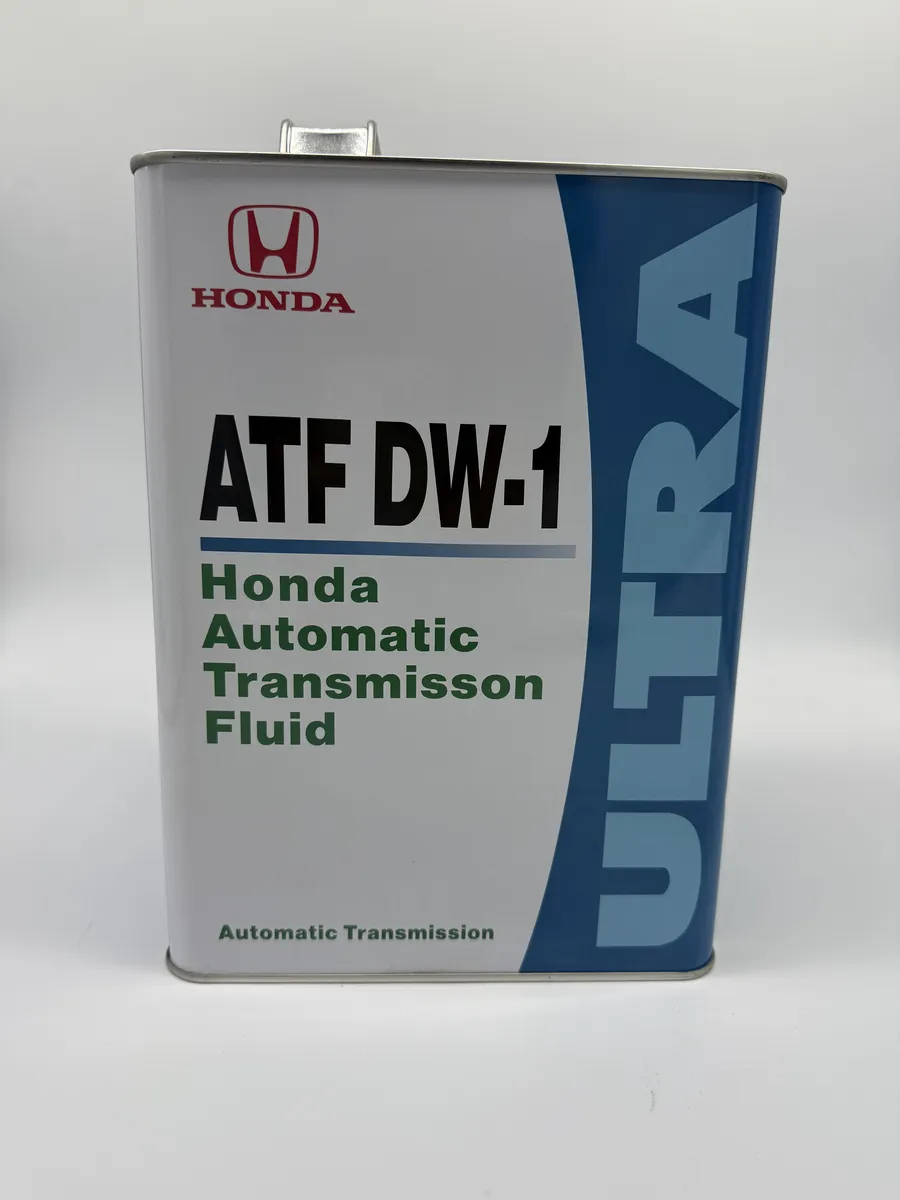 HONDA
ATF DW-1
Honda
Automatic
Transmisson
Fluid
Automatic Transmission
ULTRA